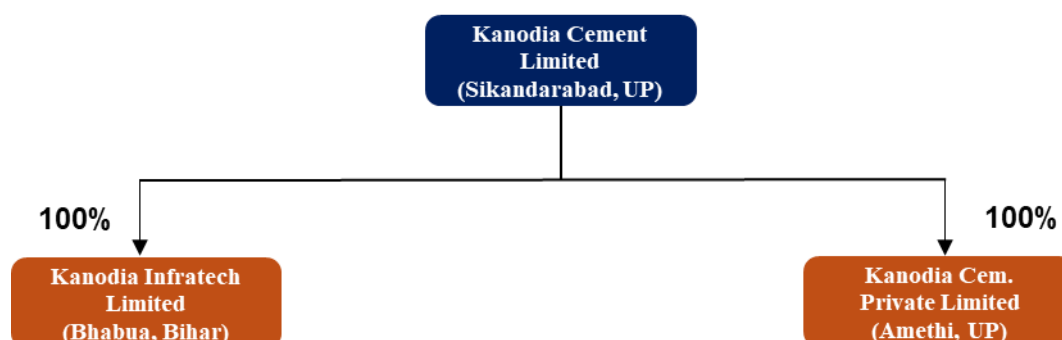 Kanodia Cement
Limited
(Sikandarabad, UP)
100%
100%
Kanodia Infratech
Limited
(Bhabua, Bihar)
Kanodia Cem.
Private Limited
(Amethi, UP)